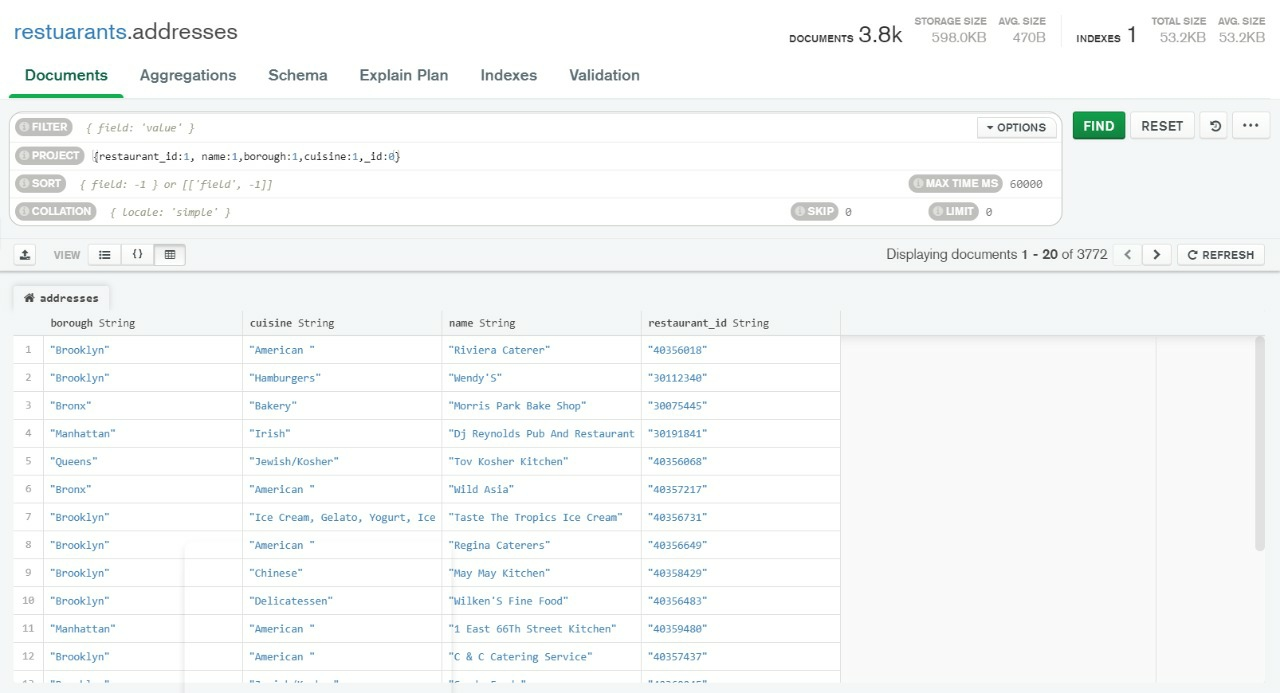 restuarants.addresses
DOCUMENTS 3.8k STORAGE SIZE 598.0KB AVG. SIZE 470B INDEXES 1 TOTAL SIZE 53.2KB AVG. SIZE 53.2KB
Documents Aggregations Schema Explain Plan Indexes Validation
FILTER { field: 'value' } OPTIONS FIND RESET ...
PROJECT {restaurant_id:1, name:1,borough:1,cuisine:1,_id:0}
SORT { field: -1 } or [['field', -1]] MAX TIME MS 60000
COLLATION { locale: 'simple' } SKIP 0 LIMIT 0
VIEW {} Displaying documents 1 - 20 of 3772 < > REFRESH
addresses
borough String cuisine String name String restaurant_id String
1 "Brooklyn" "American " "Riviera Caterer" "40356018"
2 "Brooklyn" "Hamburgers" "Wendy'S" "30112340"
3 "Bronx" "Bakery" "Morris Park Bake Shop" "30075445"
4 "Manhattan" "Irish" "Dj Reynolds Pub And Restaurant "30191841"
5 "Queens" "Jewish/Kosher" "Tov Kosher Kitchen" "40356068"
6 "Bronx" "American " "Wild Asia" "40357217"
7 "Brooklyn" "Ice Cream, Gelato, Yogurt, Ice "Taste The Tropics Ice Cream" "40356731"
8 "Brooklyn" "American " "Regina Caterers" "40356649"
9 "Brooklyn" "Chinese" "May May Kitchen" "40358429"
10 "Brooklyn" "Delicatessen" "Wilken'S Fine Food" "40356483"
11 "Manhattan" "American " "1 East 66Th Street Kitchen" "40359480"
12 "Brooklyn" "American " "C & C Catering Service" "40357437"